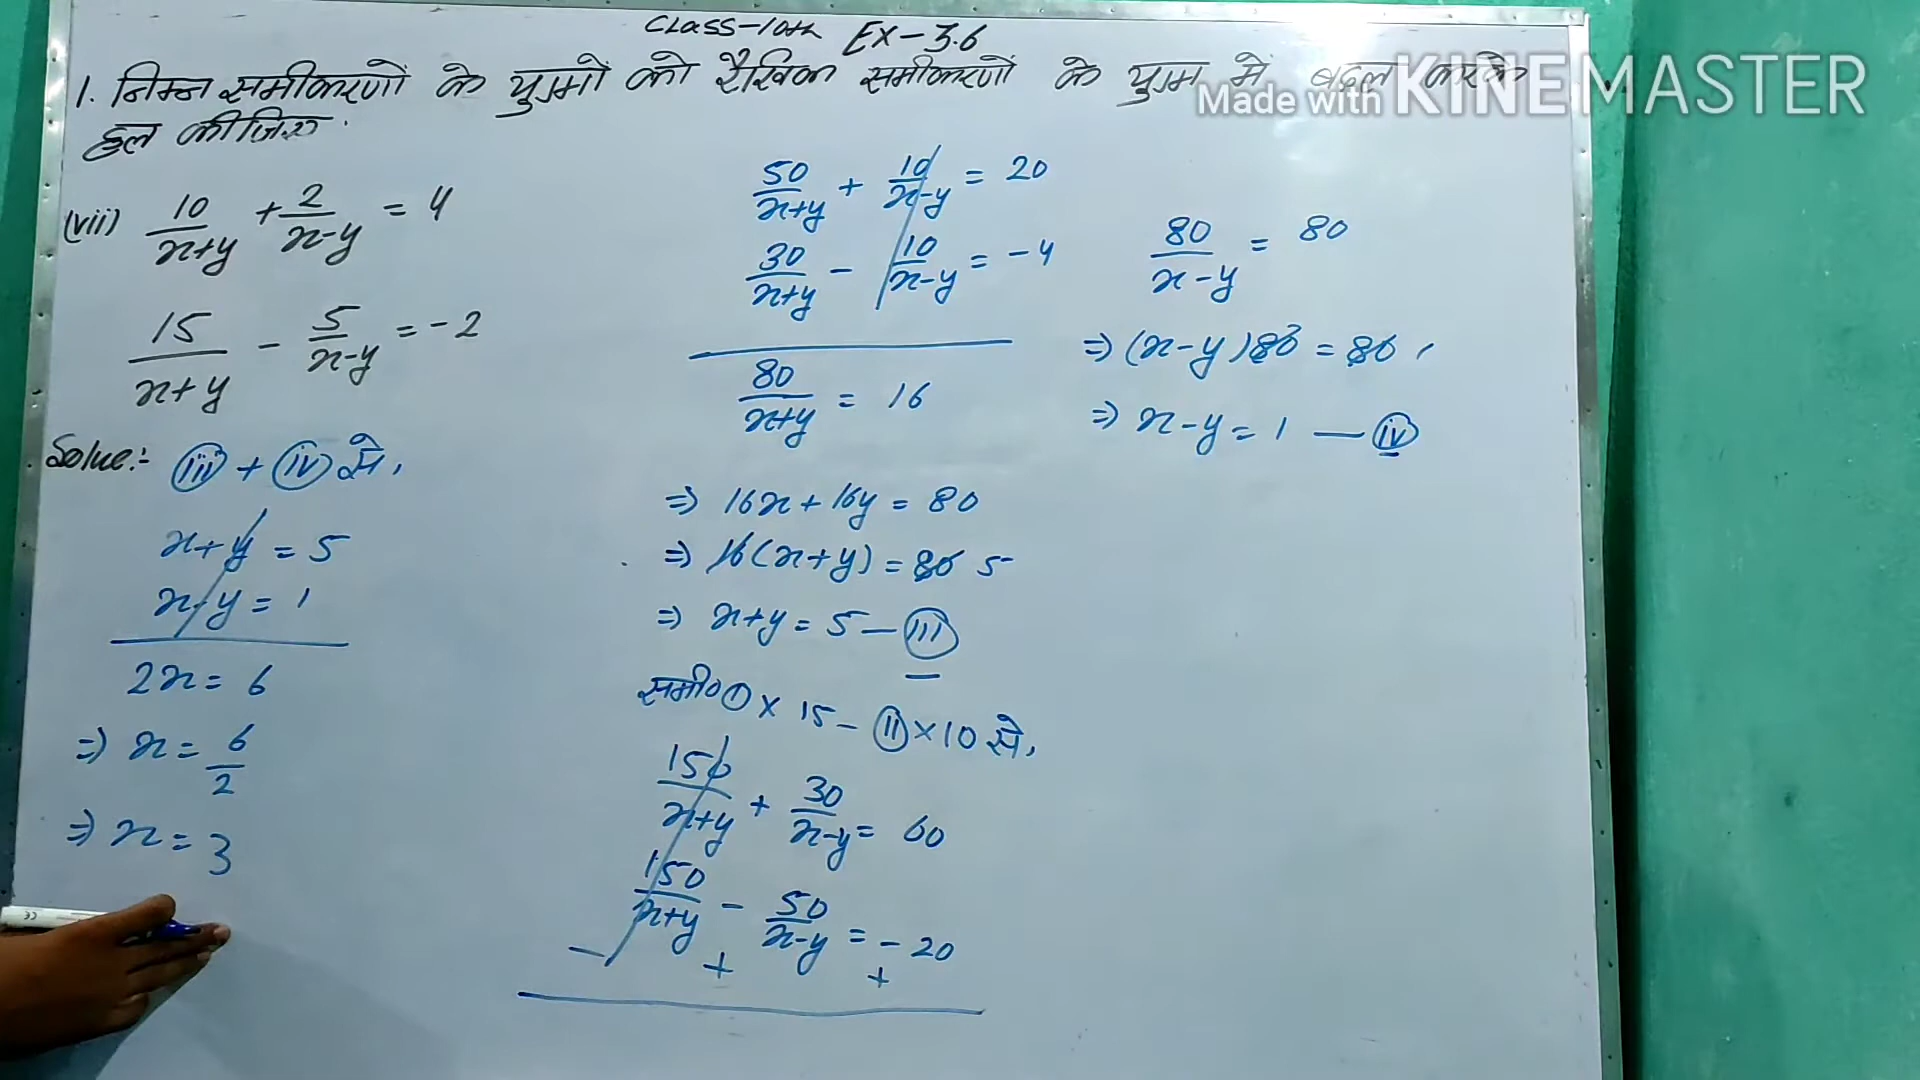 CLASS-10th EX-3.6
1. निम्न समीकरणों के युग्मों को रैखिक समीकरणों के युग्म में बदल करके
हल कीजिए.
Made with KINEMASTER
(vii) 10/(x+y) + 2/(x-y) = 4
15/(x+y) - 5/(x-y) = -2
Solve:- (iii) + (iv) से,
x+y = 5
x-y = 1
2x = 6
⇒ x = 6/2
⇒ x = 3
50/(x+y) + 10/(x-y) = 20
30/(x+y) - 10/(x-y) = -4
80/(x+y) = 16
⇒ 16x + 16y = 80
⇒ 16(x+y) = 80 5
⇒ x+y = 5 — (iii)
समी० (i) × 15 - (ii) × 10 से,
150/(x+y) + 30/(x-y) = 60
150/(x+y) - 50/(x-y) = -20
- + +
80/(x-y) = 80
⇒ (x-y) 80 = 80
⇒ x-y = 1 — (iv)